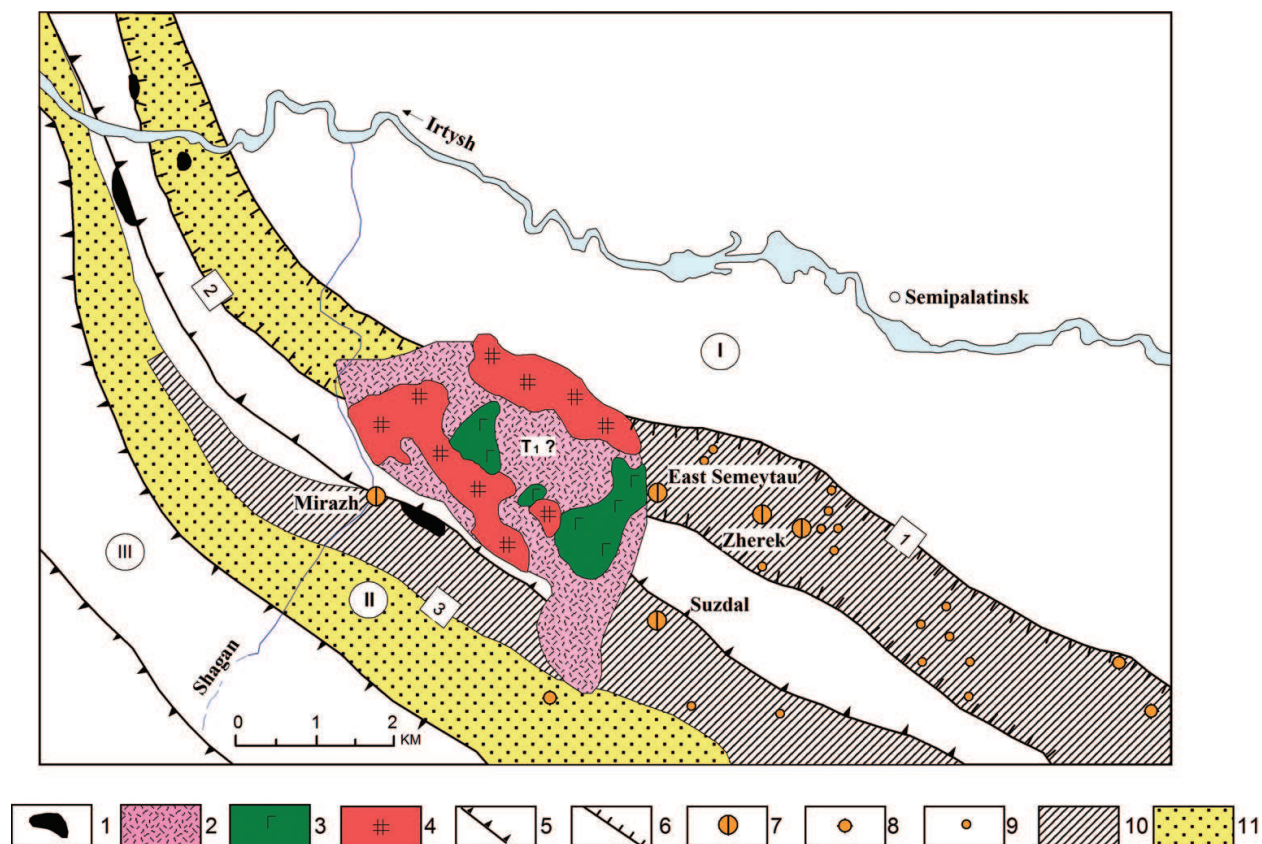 Irtysh
Semipalatinsk
2
I
T₁ ?
East Semeytau
Mirazh
Zherek
1
III
II
3
Suzdal
Shagan
0 1 2
KM
1 2 3 4 5 6 7 8 9 10 11